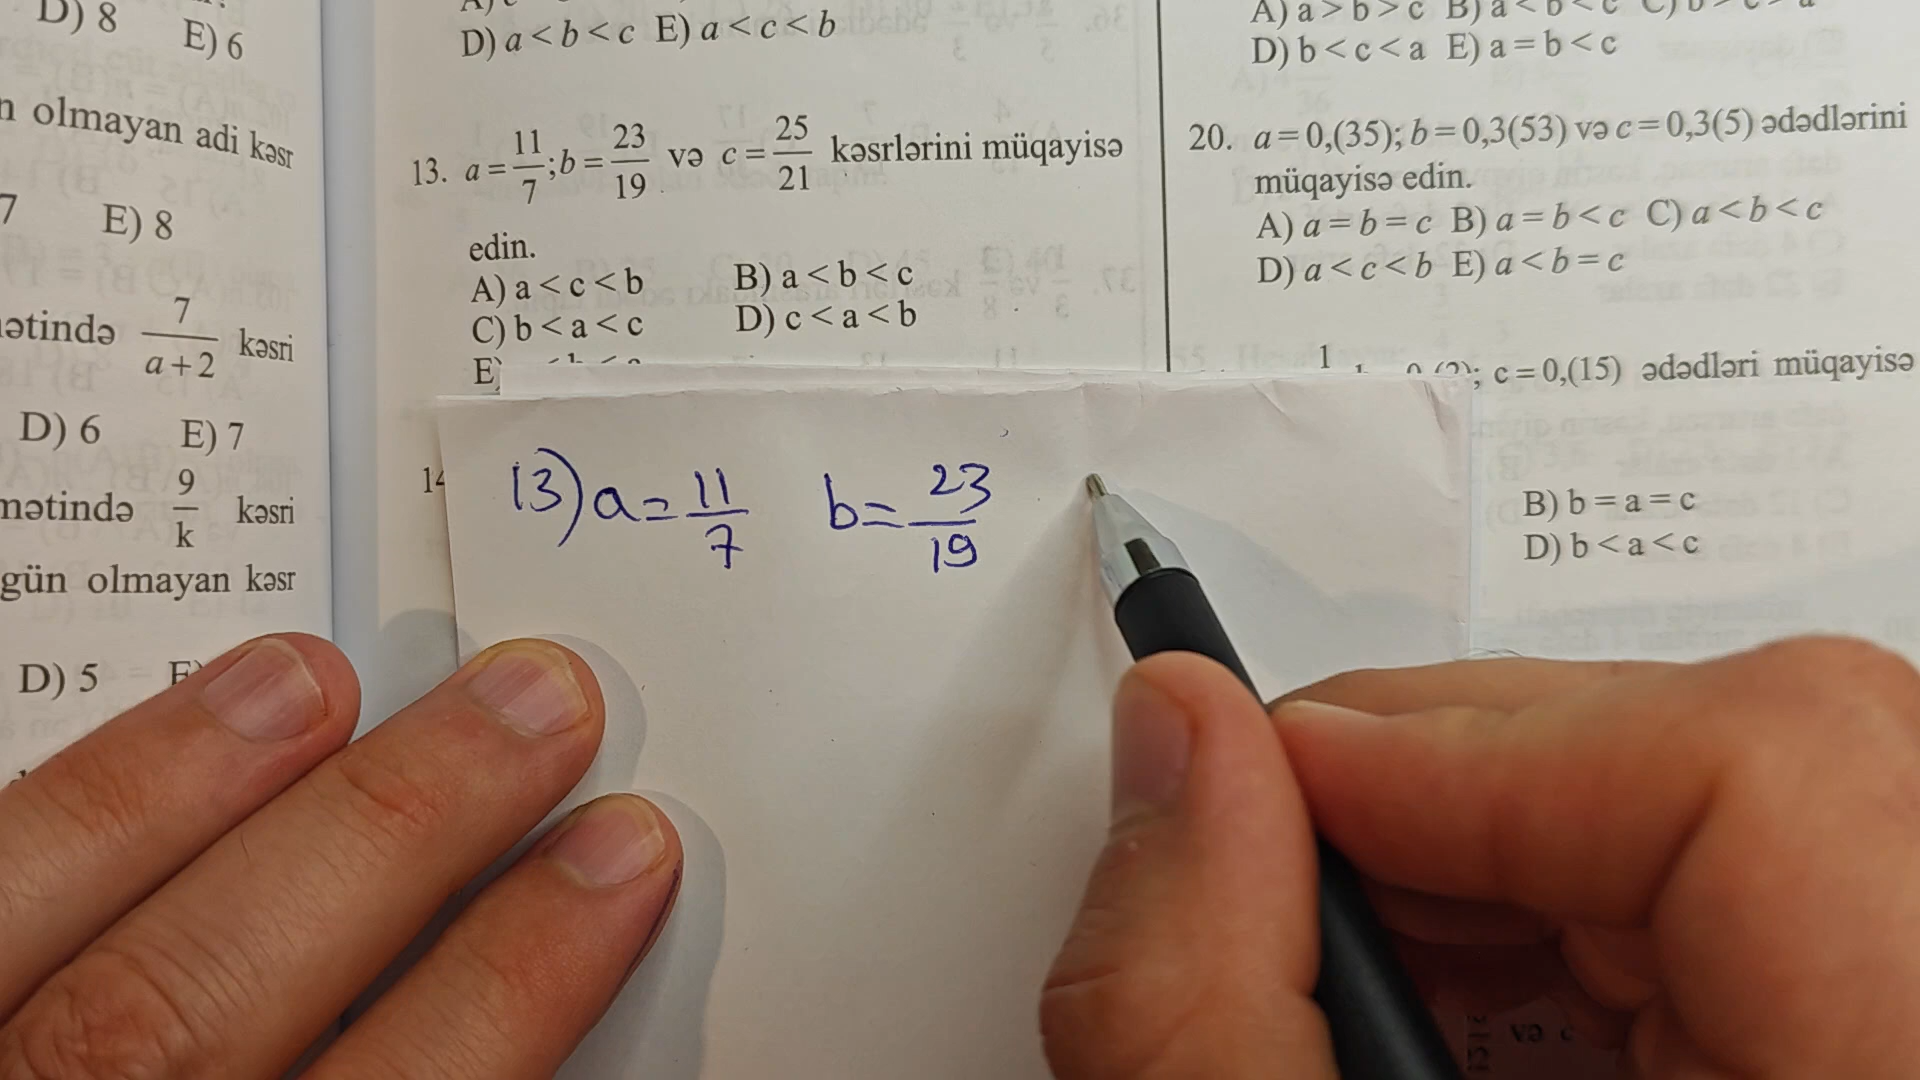 D) 8 E) 6
n olmayan adi kəsr
7 E) 8
7/(a+2) kəsri
D) 6 E) 7
mətində 9/k kəsri
gün olmayan kəsr
D) 5
D) a < b < c E) a < c < b
13. a = 11/7; b = 23/19 və c = 25/21 kəsrlərini müqayisə
edin.
A) a < c < b B) a < b < c
C) b < a < c D) c < a < b
E)
14
13) a = 11/7 b = 23/19
A) a > b > c B) a < b < c
D) b < c < a E) a = b < c
20. a = 0,(35); b = 0,3(53) və c = 0,3(5) ədədlərini
müqayisə edin.
A) a = b = c B) a = b < c C) a < b < c
D) a < c < b E) a < b = c
c = 0,(15) ədədləri müqayisə
B) b = a = c
D) b < a < c